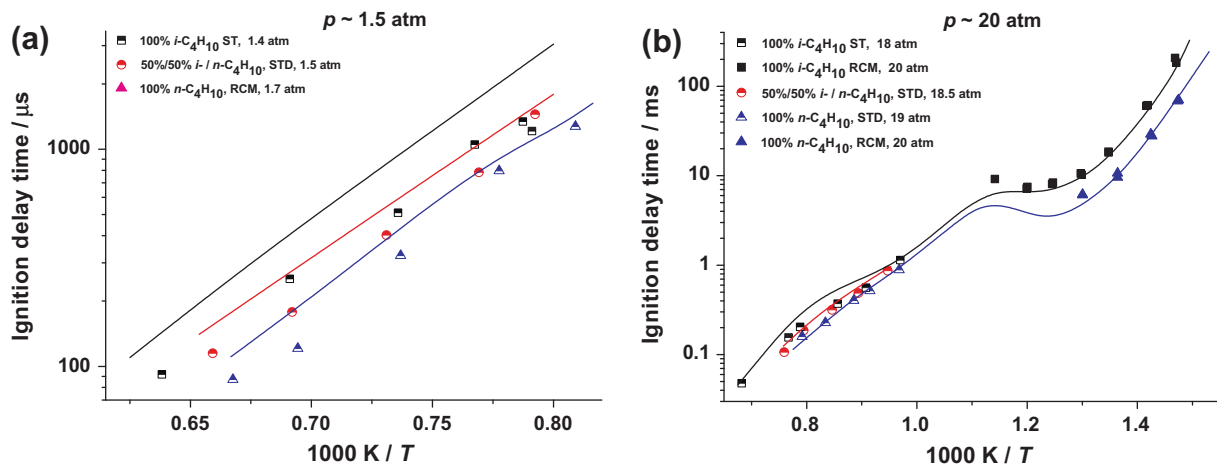 (a)
p ~ 1.5 atm
100% i-C4H10 ST, 1.4 atm
50%/50% i- / n-C4H10, STD, 1.5 atm
100% n-C4H10, RCM, 1.7 atm
Ignition delay time / μs
1000
100
0.65 0.70 0.75 0.80
1000 K / T
(b)
p ~ 20 atm
100% i-C4H10 ST, 18 atm
100% i-C4H10 RCM, 20 atm
50%/50% i- / n-C4H10, STD, 18.5 atm
100% n-C4H10, STD, 19 atm
100% n-C4H10, RCM, 20 atm
Ignition delay time / ms
100
10
1
0.1
0.8 1.0 1.2 1.4
1000 K / T